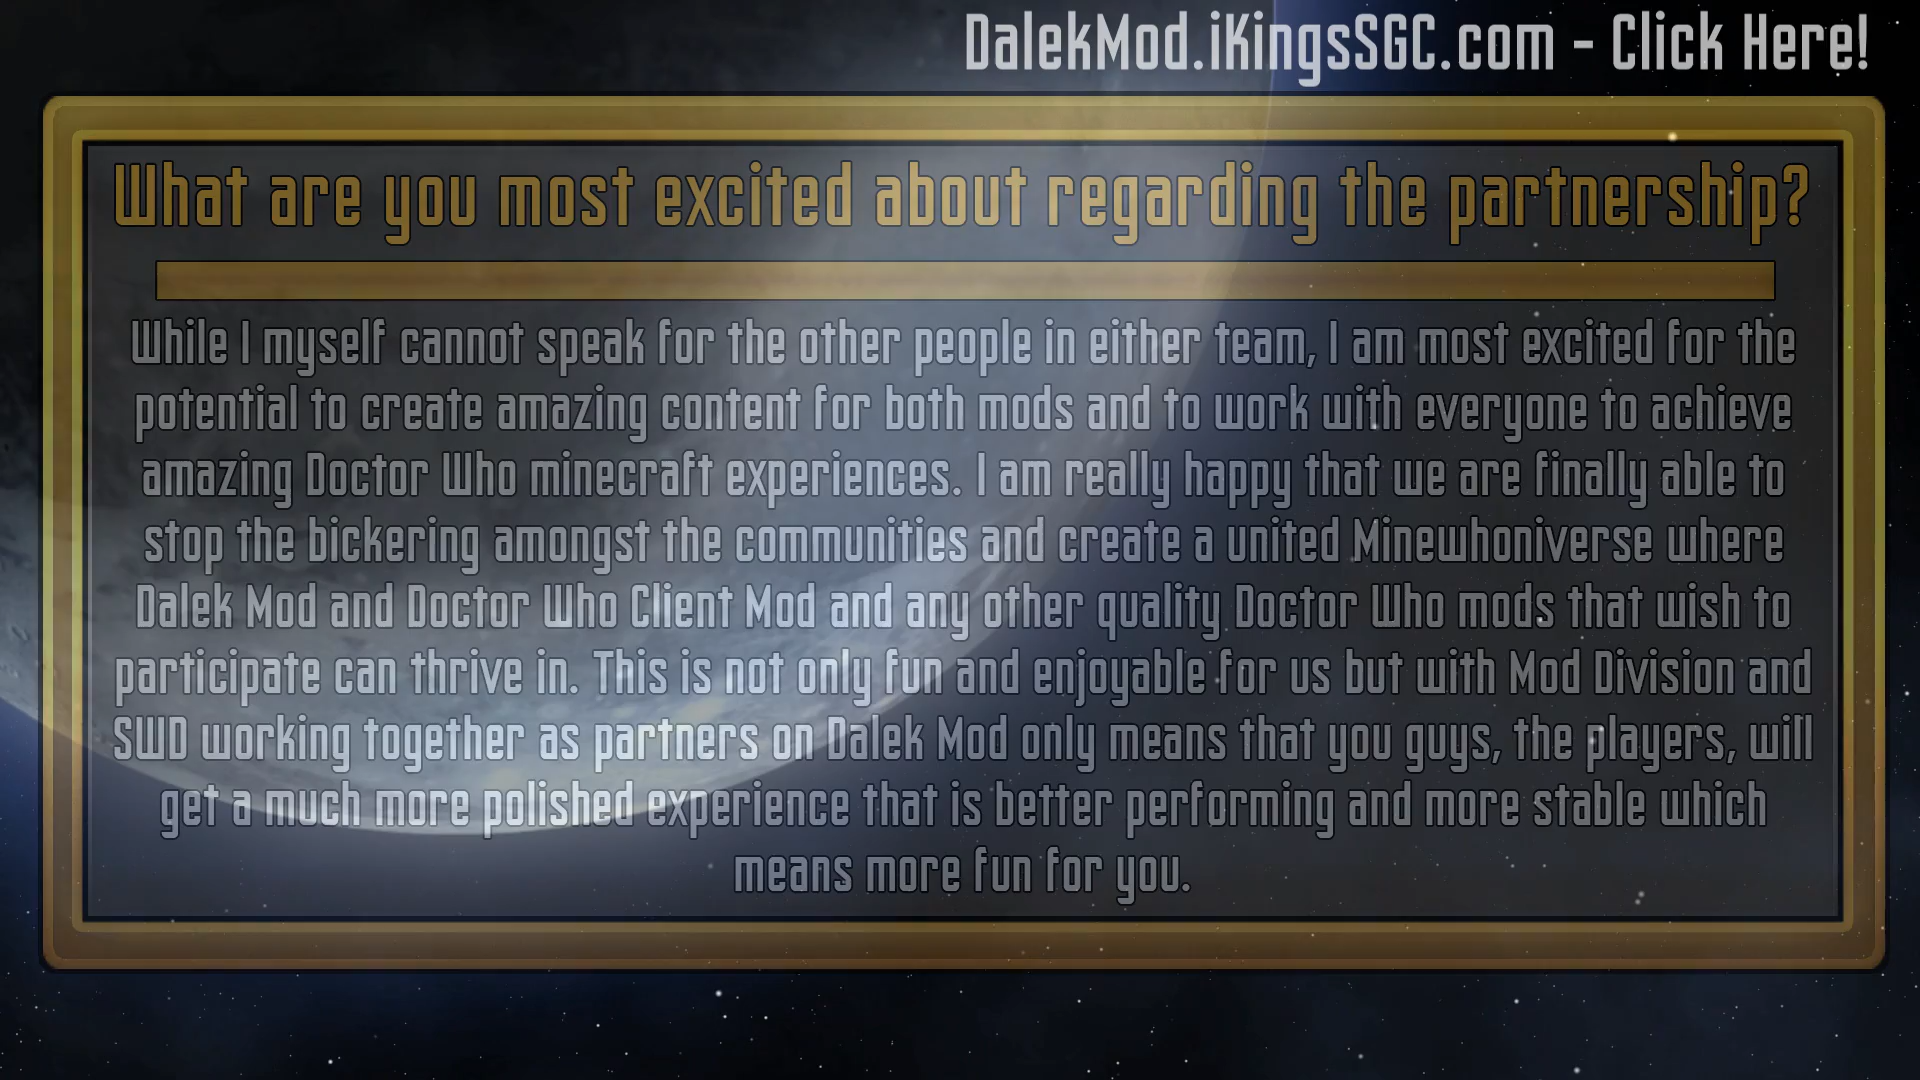 DalekMod.iKingsSGC.com - Click Here!
What are you most excited about regarding the partnership?
While I myself cannot speak for the other people in either team, I am most excited for the
potential to create amazing content for both mods and to work with everyone to achieve
amazing Doctor Who minecraft experiences. I am really happy that we are finally able to
stop the bickering amongst the communities and create a united Minewhoniverse where
Dalek Mod and Doctor Who Client Mod and any other quality Doctor Who mods that wish to
participate can thrive in. This is not only fun and enjoyable for us but with Mod Division and
SWD working together as partners on Dalek Mod only means that you guys, the players, will
get a much more polished experience that is better performing and more stable which
means more fun for you.